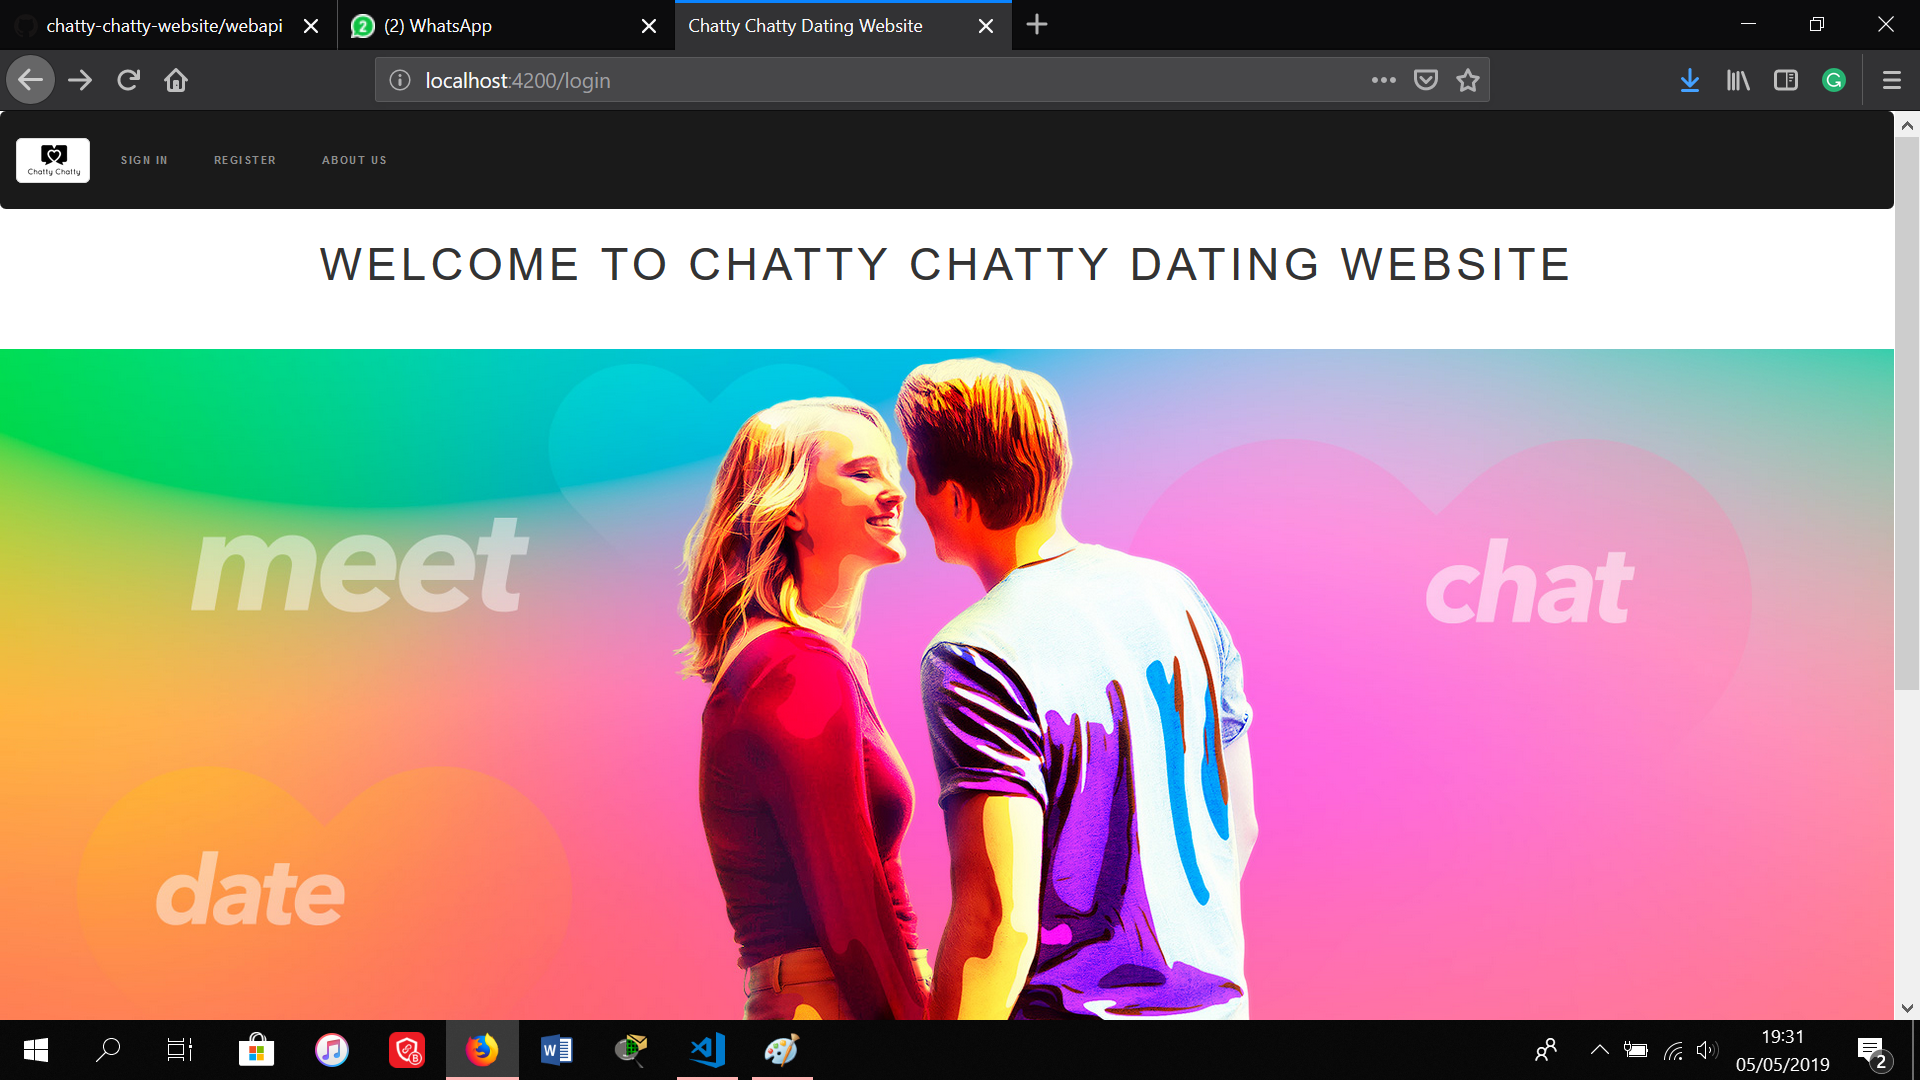 chatty-chatty-website/webapi
2
(2) WhatsApp
Chatty Chatty Dating Website
localhost:4200/login
G
Chatty Chatty
SIGN IN
REGISTER
ABOUT US
WELCOME TO CHATTY CHATTY DATING WEBSITE
meet
chat
date
B
W
19:31
05/05/2019
2